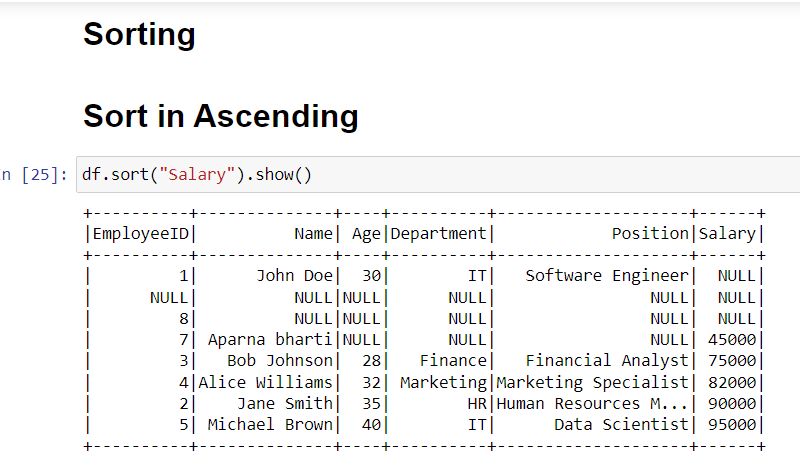 Sorting
Sort in Ascending
n [25]: df.sort("Salary").show()
+----------+--------------+----+----------+--------------------+------+
|EmployeeID|          Name| Age|Department|            Position|Salary|
+----------+--------------+----+----------+--------------------+------+
|         1|      John Doe|  30|        IT|   Software Engineer|  NULL|
|      NULL|          NULL|NULL|      NULL|                NULL|  NULL|
|         8|          NULL|NULL|      NULL|                NULL|  NULL|
|         7| Aparna bharti|NULL|      NULL|                NULL| 45000|
|         3|   Bob Johnson|  28|   Finance|   Financial Analyst| 75000|
|         4|Alice Williams|  32| Marketing|Marketing Specialist| 82000|
|         2|    Jane Smith|  35|        HR|Human Resources M...| 90000|
|         5| Michael Brown|  40|        IT|      Data Scientist| 95000|
+----------+--------------+----+----------+--------------------+------+